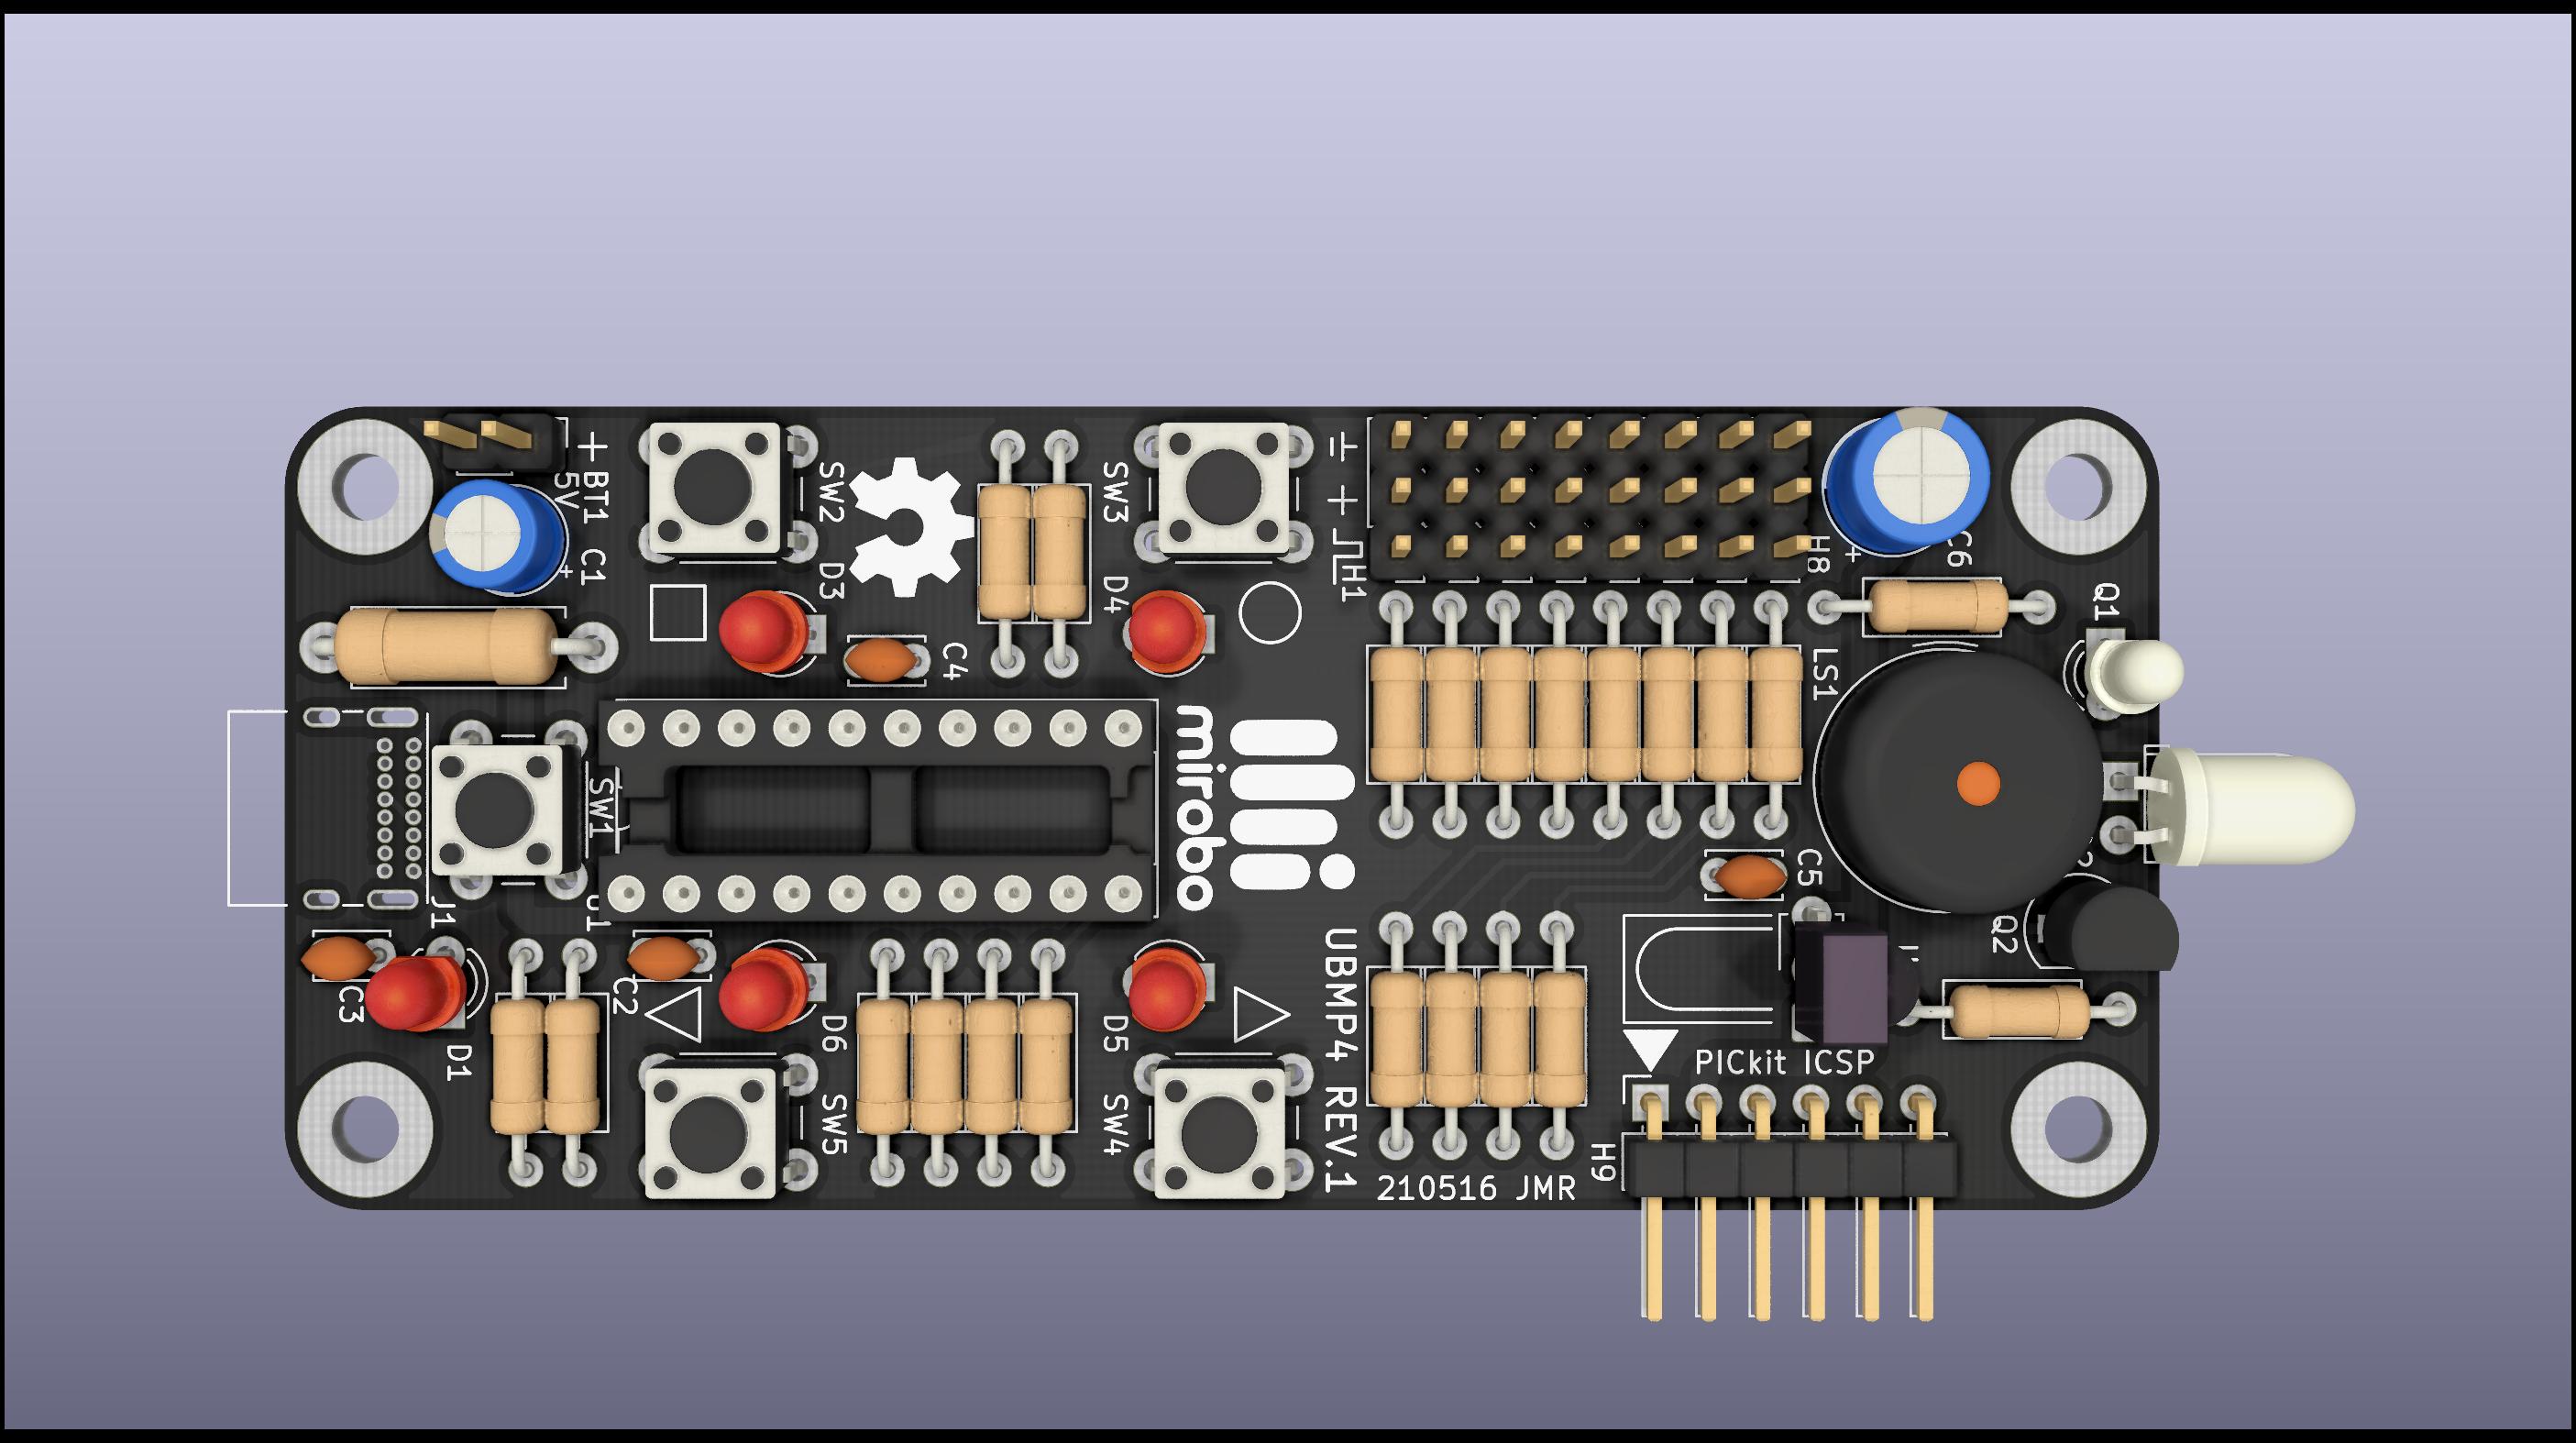 BT1
5V
C1
SW2
D3
C4
SW3
D4
H1
H8
C6
Q1
LS1
SW1
J1
mirobo
C5
Q2
C3
D1
C2
D6
SW5
D5
SW4
UBMP4 REV.1
PICkit ICSP
H9
210516 JMR